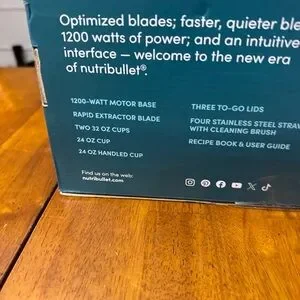 Optimized blades; faster, quieter
1200 watts of power; and an intuitive
interface — welcome to the new era
of nutribullet®.
1200-WATT MOTOR BASE
RAPID EXTRACTOR BLADE
TWO 32 OZ CUPS
24 OZ CUP
24 OZ HANDLED CUP
THREE TO-GO LIDS
FOUR STAINLESS STEEL
WITH CLEANING BRUSH
RECIPE BOOK & USER GUIDE
Find us on the web:
nutribullet.com